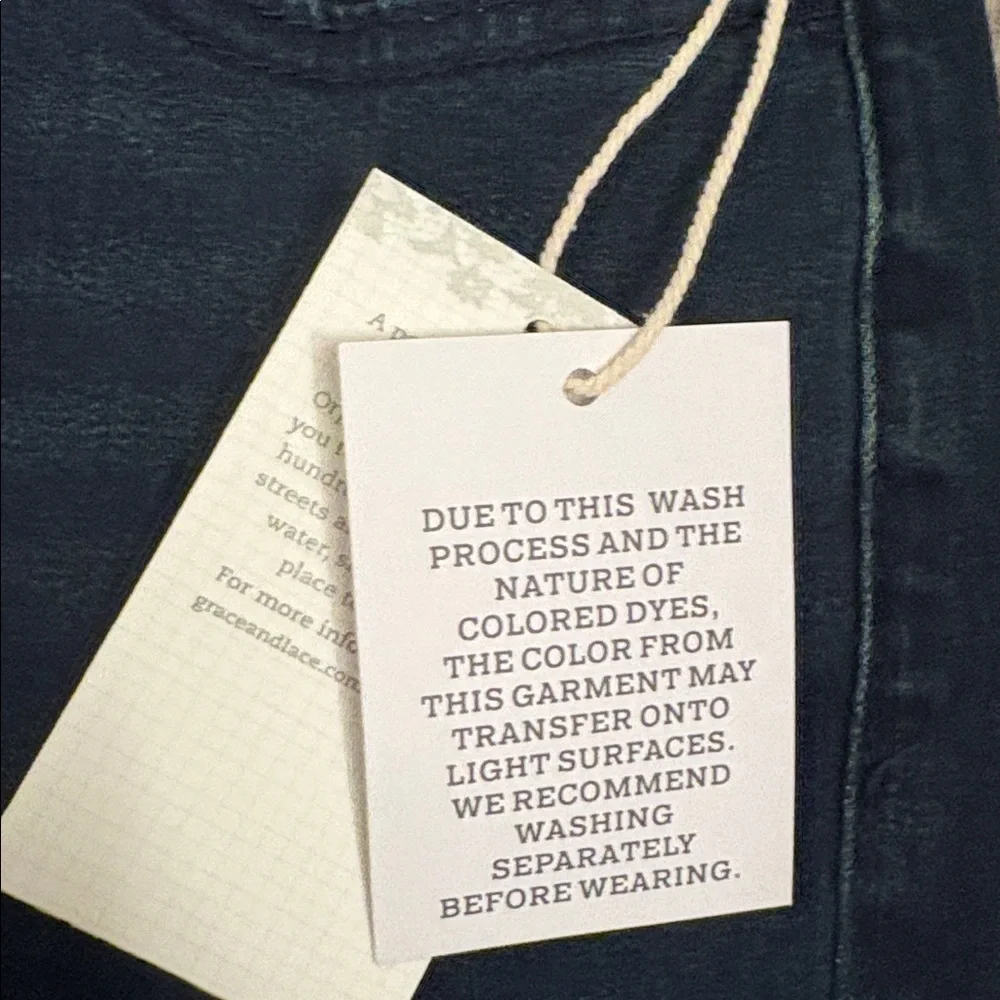 A
you
hundr
streets a
water, s
place t
For more info
graceandlace.com
DUE TO THIS WASH
PROCESS AND THE
NATURE OF
COLORED DYES,
THE COLOR FROM
THIS GARMENT MAY
TRANSFER ONTO
LIGHT SURFACES.
WE RECOMMEND
WASHING
SEPARATELY
BEFORE WEARING.